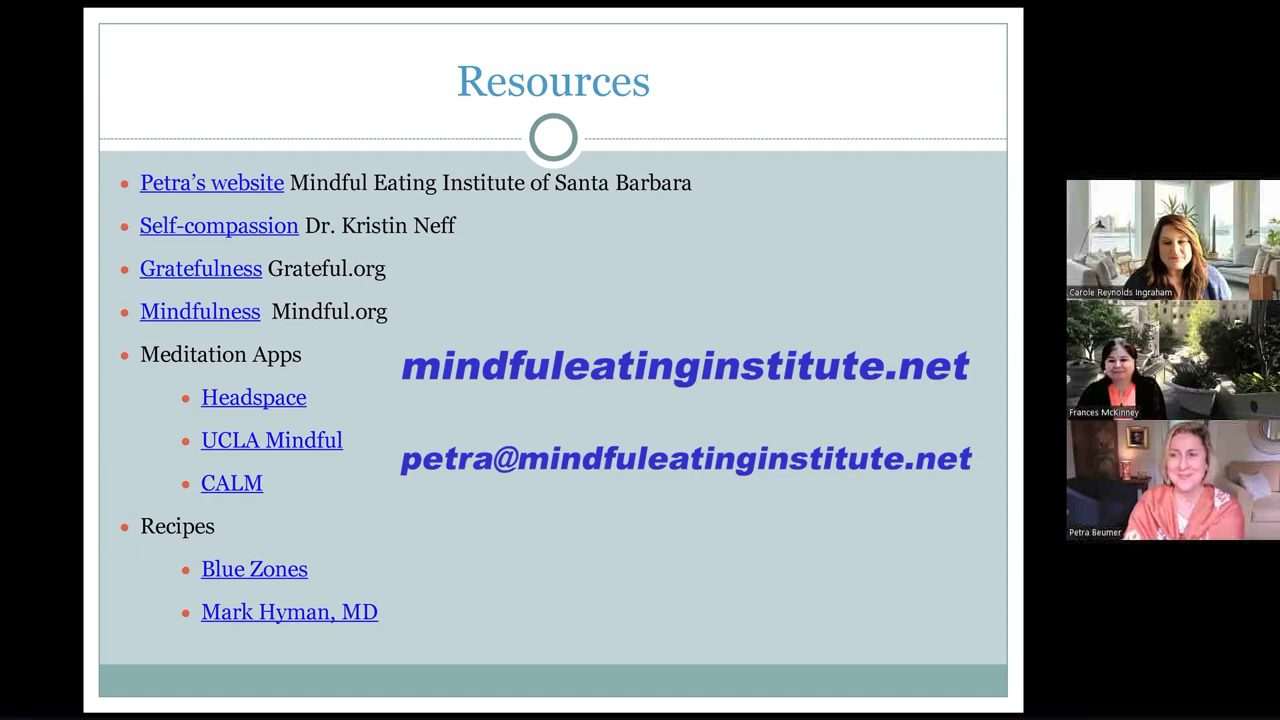 Resources
Petra's website Mindful Eating Institute of Santa Barbara
Self-compassion Dr. Kristin Neff
Gratefulness Grateful.org
Mindfulness Mindful.org
Meditation Apps
Headspace
UCLA Mindful
CALM
Recipes
Blue Zones
Mark Hyman, MD
mindfuleatinginstitute.net
petra@mindfuleatinginstitute.net
Carole Reynolds Ingraham
Frances McKinney
Petra Beumer